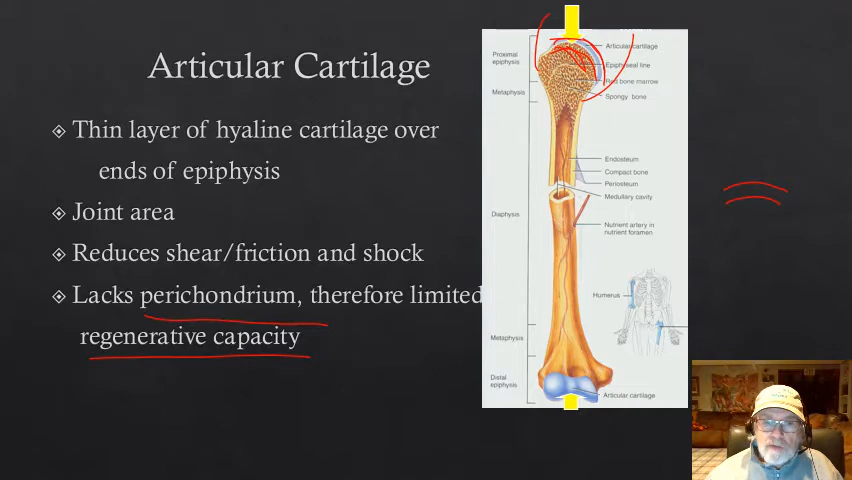 Articular Cartilage
Thin layer of hyaline cartilage over
ends of epiphysis
Joint area
Reduces shear/friction and shock
Lacks perichondrium, therefore limited
regenerative capacity
Proximal
epiphysis
Metaphysis
Diaphysis
Metaphysis
Distal
epiphysis
Articular cartilage
Epiphyseal line
Red bone marrow
Spongy bone
Endosteum
Compact bone
Periosteum
Medullary cavity
Nutrient artery in
nutrient foramen
Humerus
Articular cartilage